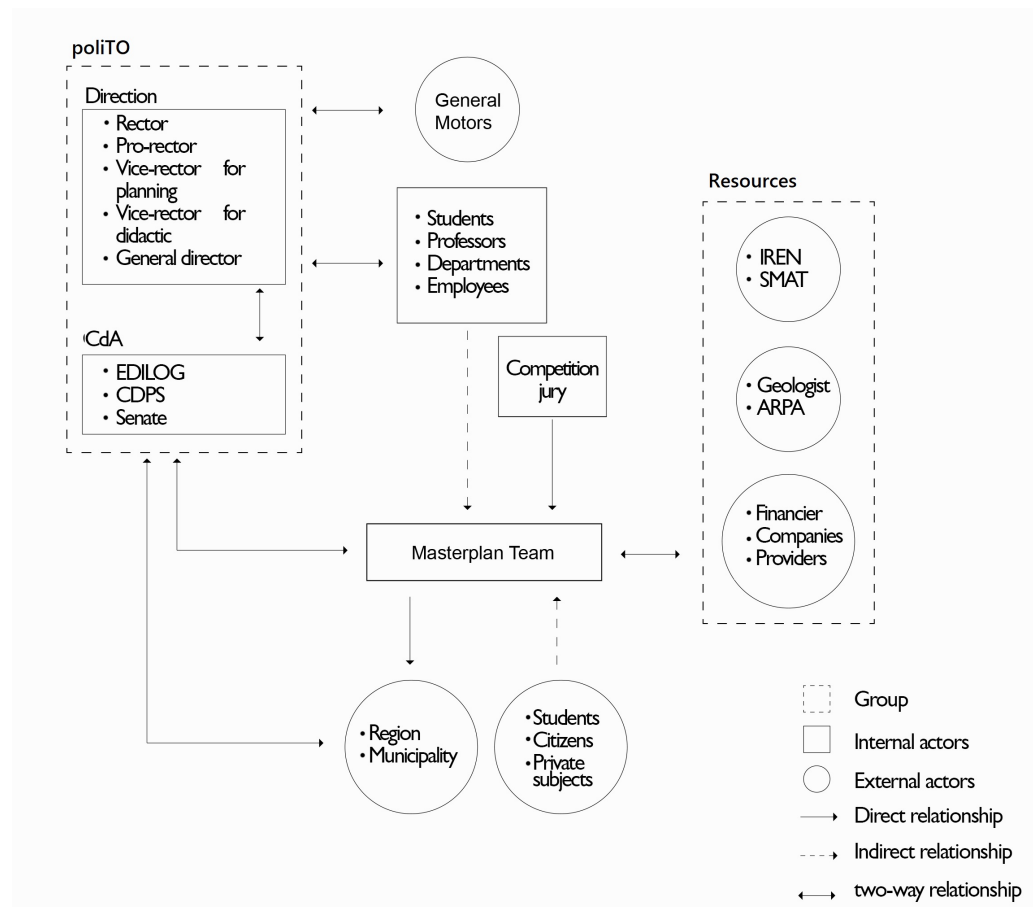 poliTO
Direction
• Rector
• Pro-rector
• Vice-rector for
planning
• Vice-rector for
didactic
• General director
CdA
• EDILOG
• CDPS
• Senate
General
Motors
• Students
• Professors
• Departments
• Employees
Competition
jury
Masterplan Team
Resources
• IREN
• SMAT
• Geologist
• ARPA
• Financier
• Companies
• Providers
• Region
• Municipality
• Students
• Citizens
• Private
subjects
Group
Internal actors
External actors
Direct relationship
Indirect relationship
two-way relationship